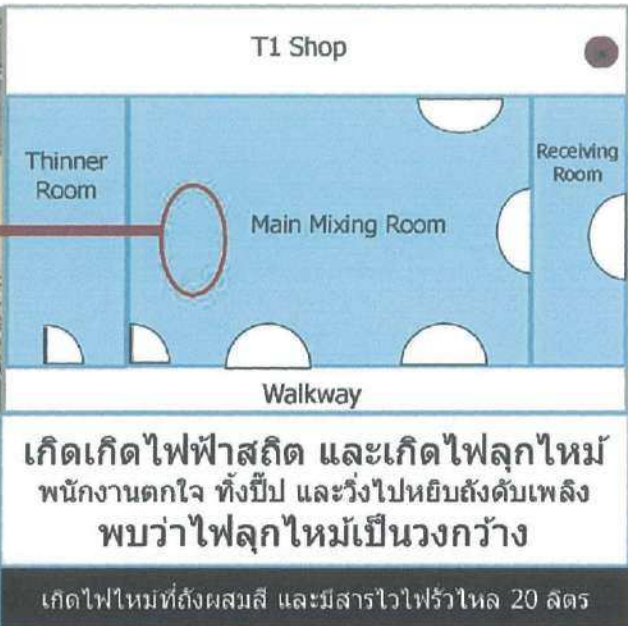 T1 Shop
Thinner
Room
Receiving
Room
Main Mixing Room
Walkway
เกิดเกิดไฟฟ้าสถิต และเกิดไฟลุกไหม้
พนักงานตกใจ ทิ้งปี๊ป และวิ่งไปหยิบถังดับเพลิง
พบว่าไฟลุกไหม้เป็นวงกว้าง
เกิดไฟไหม้ที่ถังผสมสี และมีสารไวไฟรั่วไหล 20 ลิตร